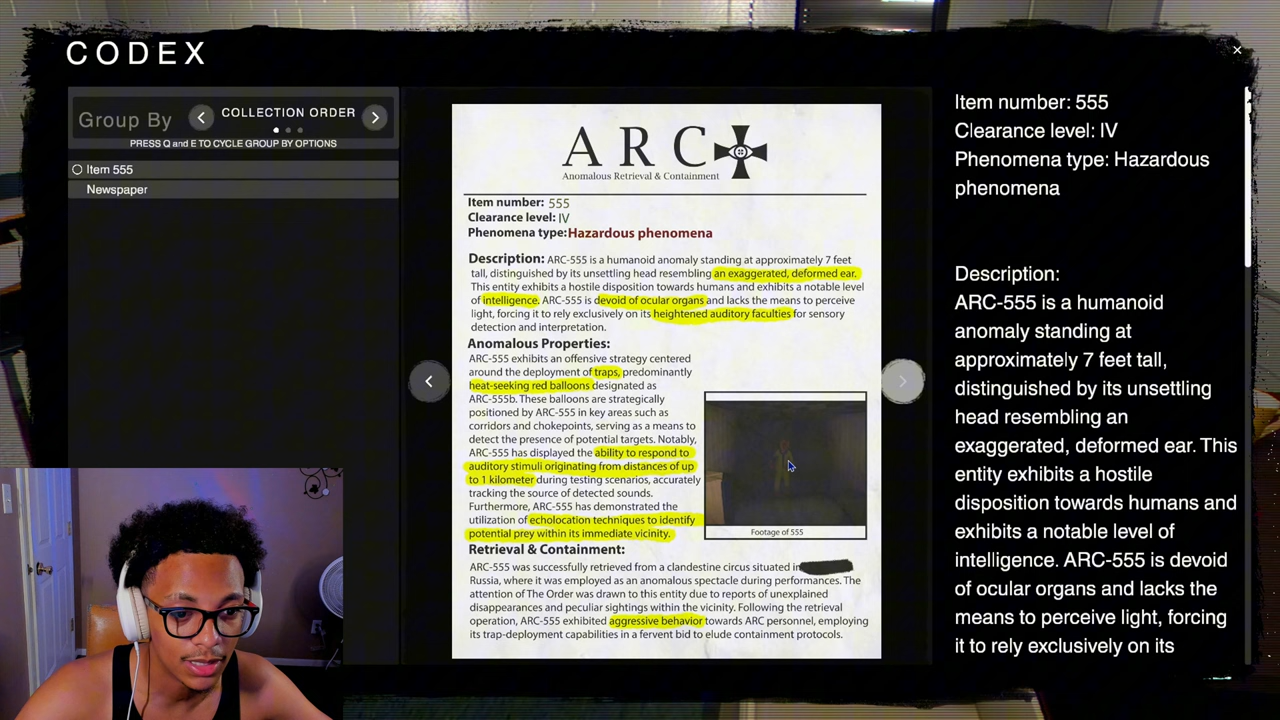 CODEX
Group By
COLLECTION ORDER
PRESS Q and E TO CYCLE GROUP BY OPTIONS
Item 555
Newspaper
ARC
Anomalous Retrieval & Containment
Item number: 555
Clearance level: IV
Phenomena type: Hazardous phenomena
Description: ARC-555 is a humanoid anomaly standing at approximately 7 feet
tall, distinguished by its unsettling head resembling an exaggerated, deformed ear.
This entity exhibits a hostile disposition towards humans and exhibits a notable level
of intelligence. ARC-555 is devoid of ocular organs and lacks the means to perceive
light, forcing it to rely exclusively on its heightened auditory faculties for sensory
detection and interpretation.
Anomalous Properties:
ARC-555 exhibits an offensive strategy centered
around the deployment of traps, predominantly
heat-seeking red balloons designated as
ARC-555b. These balloons are strategically
positioned by ARC-555 in key areas such as
corridors and chokepoints, serving as a means to
detect the presence of potential targets. Notably,
ARC-555 has displayed the ability to respond to
auditory stimuli originating from distances of up
to 1 kilometer during testing scenarios, accurately
tracking the source of detected sounds.
Furthermore, ARC-555 has demonstrated the
utilization of echolocation techniques to identify
potential prey within its immediate vicinity.
Footage of 555
Retrieval & Containment:
ARC-555 was successfully retrieved from a clandestine circus situated in
Russia, where it was employed as an anomalous spectacle during performances. The
attention of The Order was drawn to this entity due to reports of unexplained
disappearances and peculiar sightings within the vicinity. Following the retrieval
operation, ARC-555 exhibited aggressive behavior towards ARC personnel, employing
its trap-deployment capabilities in a fervent bid to elude containment protocols.
Item number: 555
Clearance level: IV
Phenomena type: Hazardous
phenomena
Description:
ARC-555 is a humanoid
anomaly standing at
approximately 7 feet tall,
distinguished by its unsettling
head resembling an
exaggerated, deformed ear. This
entity exhibits a hostile
disposition towards humans and
exhibits a notable level of
intelligence. ARC-555 is devoid
of ocular organs and lacks the
means to perceive light, forcing
it to rely exclusively on its